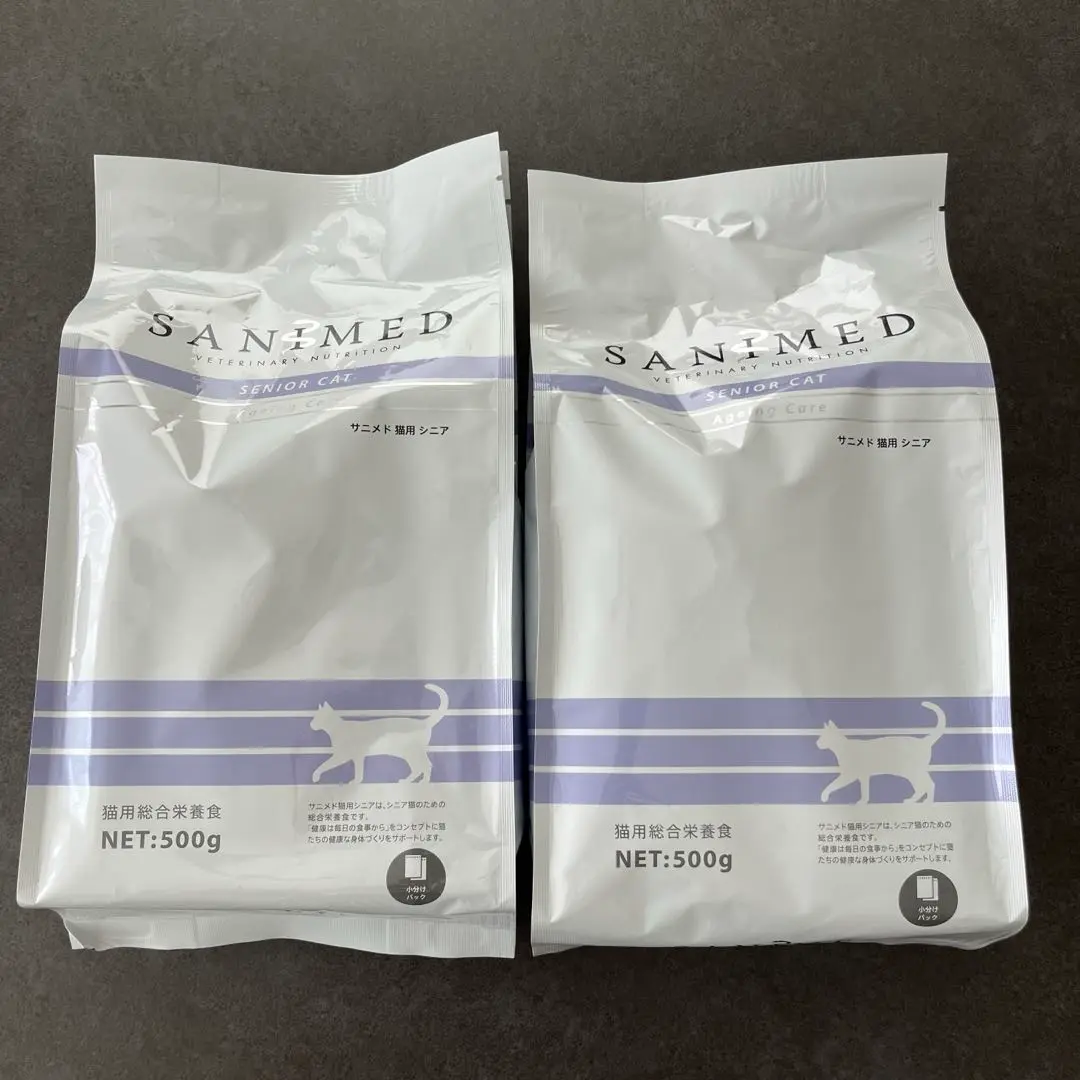 SANIMED
VETERINARY NUTRITION
SENIOR CAT
Ageing Care
サニメド 猫用 シニア
猫用総合栄養食
NET:500g
サニメド猫用シニアは、シニア猫のための
総合栄養食です。
「健康は毎日の食事から」をコンセプトに猫
たちの健康な身体づくりをサポートします。
小分け
パック
SANIMED
VETERINARY NUTRITION
SENIOR CAT
Ageing Care
サニメド 猫用 シニア
猫用総合栄養食
NET:500g
サニメド猫用シニアは、シニア猫のための
総合栄養食です。
「健康は毎日の食事から」をコンセプトに猫
たちの健康な身体づくりをサポートします。
小分け
パック